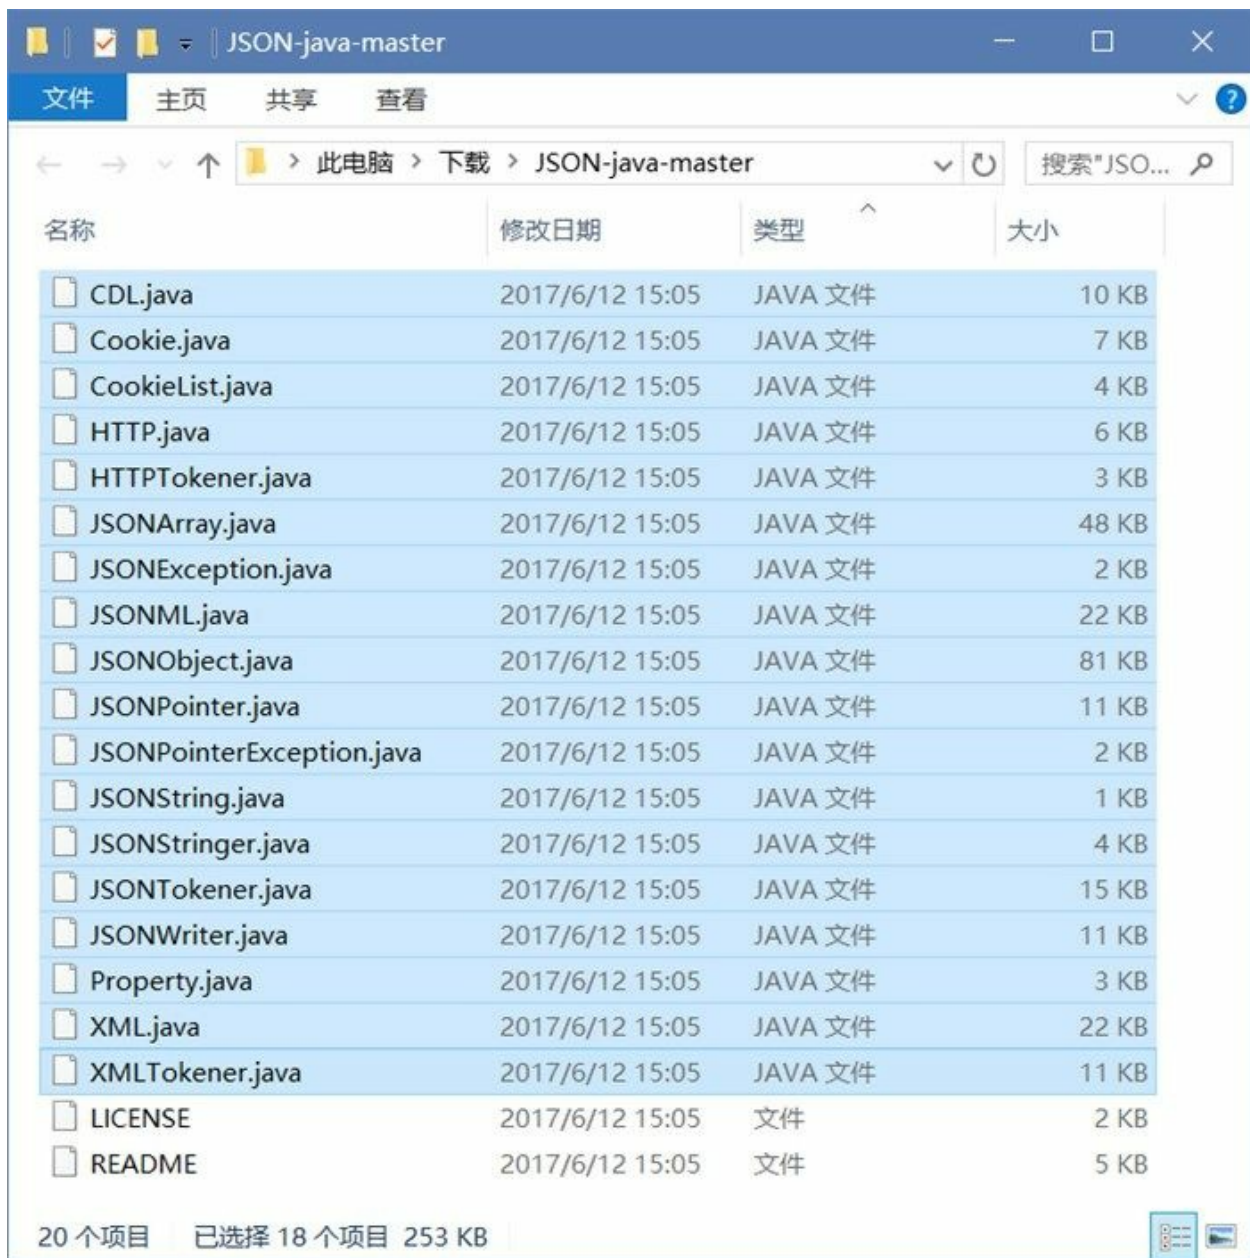 JSON-java-master
文件 主页 共享 查看
此电脑 > 下载 > JSON-java-master 搜索"JSO...
名称 修改日期 类型 大小
CDL.java 2017/6/12 15:05 JAVA 文件 10 KB
Cookie.java 2017/6/12 15:05 JAVA 文件 7 KB
CookieList.java 2017/6/12 15:05 JAVA 文件 4 KB
HTTP.java 2017/6/12 15:05 JAVA 文件 6 KB
HTTPTokener.java 2017/6/12 15:05 JAVA 文件 3 KB
JSONArray.java 2017/6/12 15:05 JAVA 文件 48 KB
JSONException.java 2017/6/12 15:05 JAVA 文件 2 KB
JSONML.java 2017/6/12 15:05 JAVA 文件 22 KB
JSONObject.java 2017/6/12 15:05 JAVA 文件 81 KB
JSONPointer.java 2017/6/12 15:05 JAVA 文件 11 KB
JSONPointerException.java 2017/6/12 15:05 JAVA 文件 2 KB
JSONString.java 2017/6/12 15:05 JAVA 文件 1 KB
JSONStringer.java 2017/6/12 15:05 JAVA 文件 4 KB
JSONTokener.java 2017/6/12 15:05 JAVA 文件 15 KB
JSONWriter.java 2017/6/12 15:05 JAVA 文件 11 KB
Property.java 2017/6/12 15:05 JAVA 文件 3 KB
XML.java 2017/6/12 15:05 JAVA 文件 22 KB
XMLTokener.java 2017/6/12 15:05 JAVA 文件 11 KB
LICENSE 2017/6/12 15:05 文件 2 KB
README 2017/6/12 15:05 文件 5 KB
20 个项目 已选择 18 个项目 253 KB